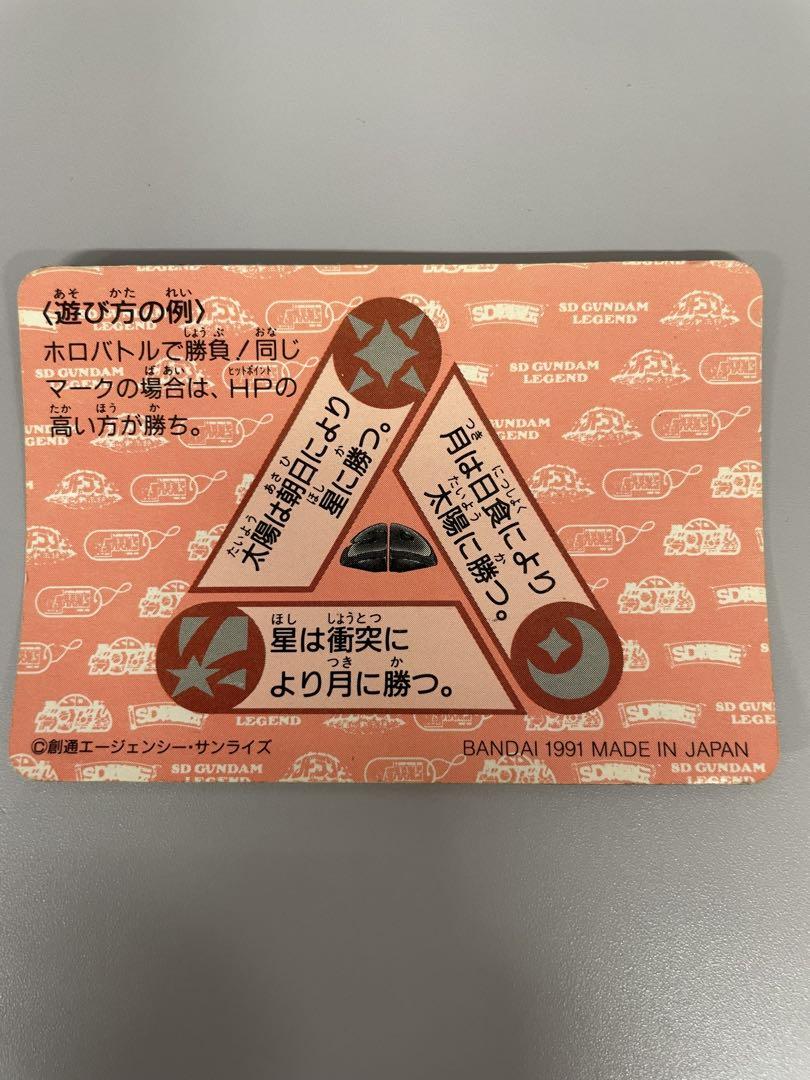 〈遊び方の例〉
ホロバトルで勝負!同じ
マークの場合は、HPの
高い方が勝ち。
太陽は朝日により
星に勝つ。
月は日食により
太陽に勝つ。
星は衝突に
より月に勝つ。
©創通エージェンシー・サンライズ
BANDAI 1991 MADE IN JAPAN
SD GUNDAM
LEGEND